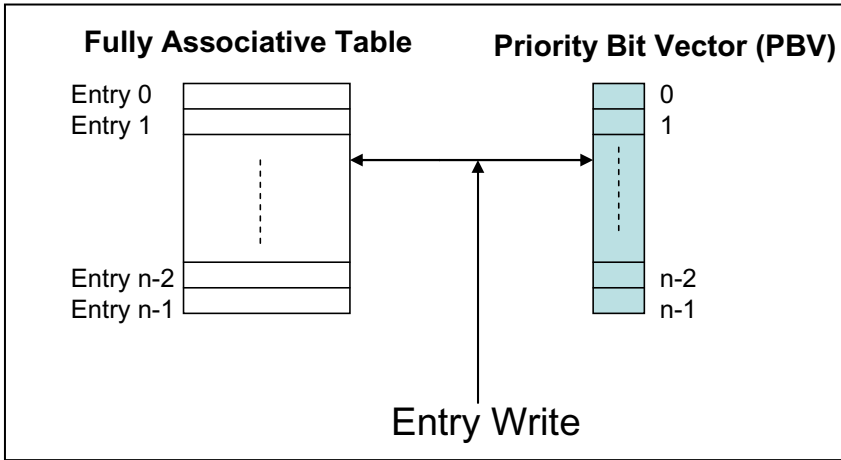 Fully Associative Table
Priority Bit Vector (PBV)
Entry 0
0
Entry 1
1
Entry n-2
n-2
Entry n-1
n-1
Entry Write